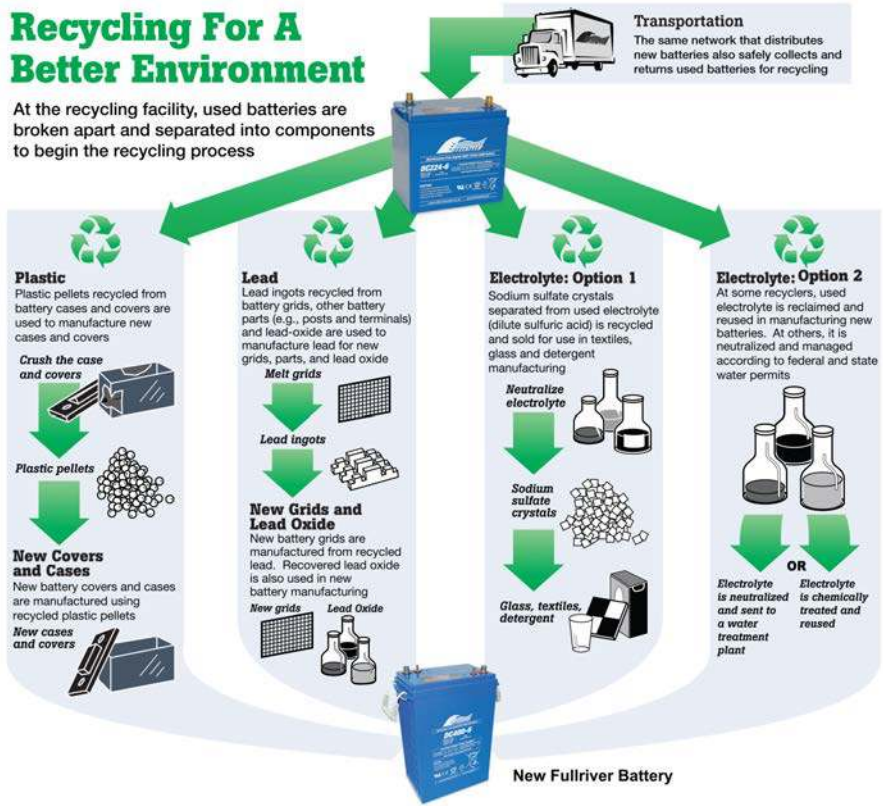 Recycling For A
Better Environment
At the recycling facility, used batteries are
broken apart and separated into components
to begin the recycling process
Transportation
The same network that distributes
new batteries also safely collects and
returns used batteries for recycling
Fullriver
DC224-6
Plastic
Plastic pellets recycled from
battery cases and covers are
used to manufacture new
cases and covers
Crush the case
and covers
Plastic pellets
New Covers
and Cases
New battery covers and cases
are manufactured using
recycled plastic pellets
New cases
and covers
Lead
Lead ingots recycled from
battery grids, other battery
parts (e.g., posts and terminals)
and lead-oxide are used to
manufacture lead for new
grids, parts, and lead oxide
Melt grids
Lead ingots
New Grids and
Lead Oxide
New battery grids are
manufactured from recycled
lead. Recovered lead oxide
is also used in new
battery manufacturing
New grids
Lead Oxide
Electrolyte: Option 1
Sodium sulfate crystals
separated from used electrolyte
(dilute sulfuric acid) is recycled
and sold for use in textiles,
glass and detergent
manufacturing
Neutralize
electrolyte
Sodium
sulfate
crystals
Glass, textiles,
detergent
Electrolyte: Option 2
At some recyclers, used
electrolyte is reclaimed and
reused in manufacturing new
batteries. At others, it is
neutralized and managed
according to federal and state
water permits
OR
Electrolyte
is neutralized
and sent to
a water
treatment
plant
Electrolyte
is chemically
treated and
reused
DC400-6
New Fullriver Battery